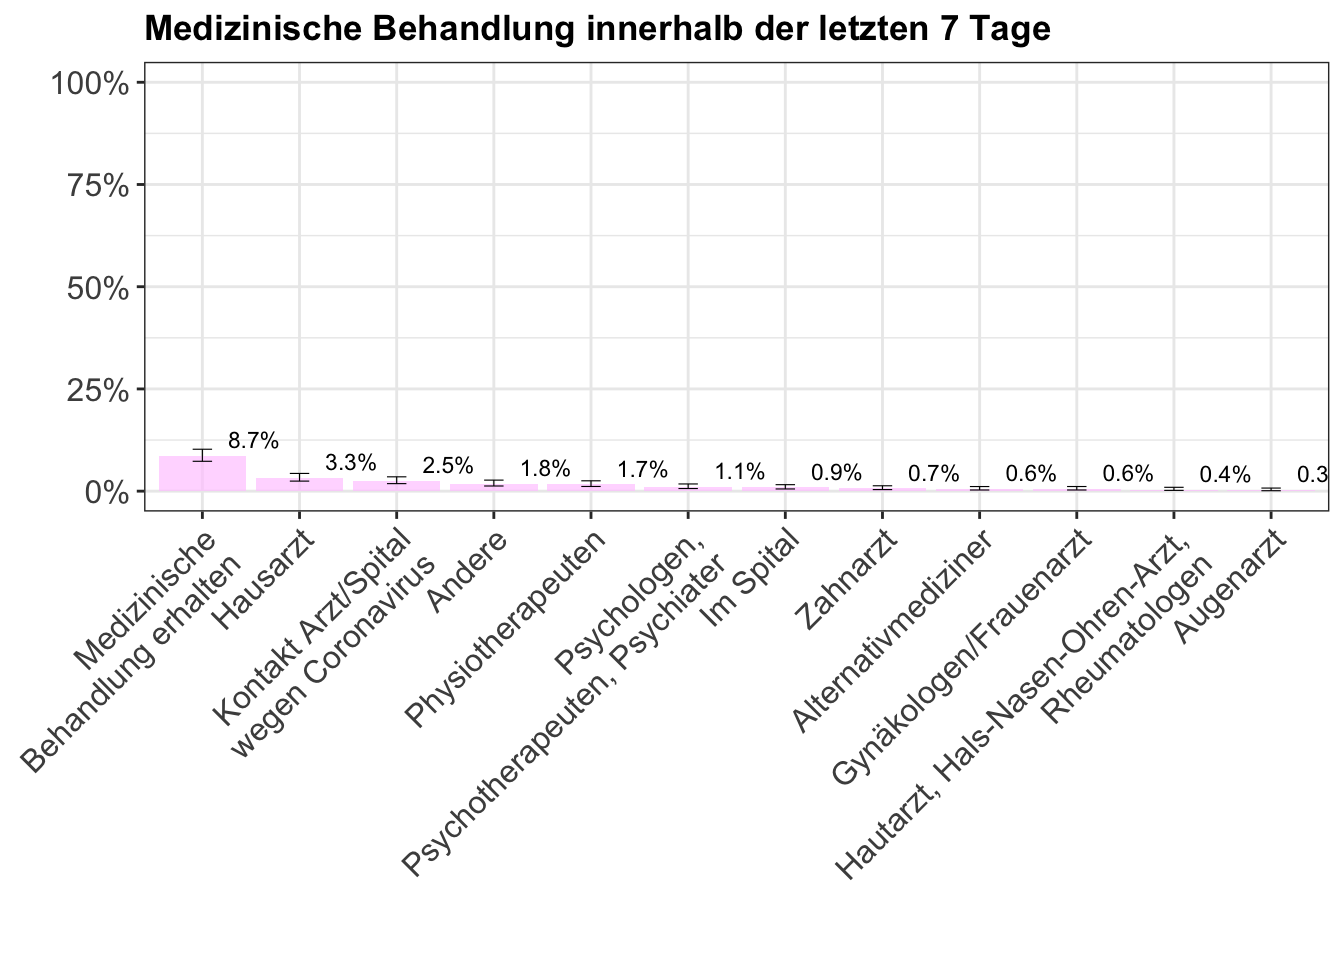 Medizinische Behandlung innerhalb der letzten 7 Tage
100%
75%
50%
25%
0%
8.7%
3.3%
2.5%
1.8%
1.7%
1.1%
0.9%
0.7%
0.6%
0.6%
0.4%
0.3
Medizinische
Behandlung erhalten
Hausarzt
Kontakt Arzt/Spital
wegen Coronavirus
Andere
Physiotherapeuten
Psychologen,
Psychotherapeuten, Psychiater
Im Spital
Zahnarzt
Alternativmediziner
Gynäkologen/Frauenarzt
Hautarzt, Hals-Nasen-Ohren-Arzt,
Rheumatologen
Augenarzt